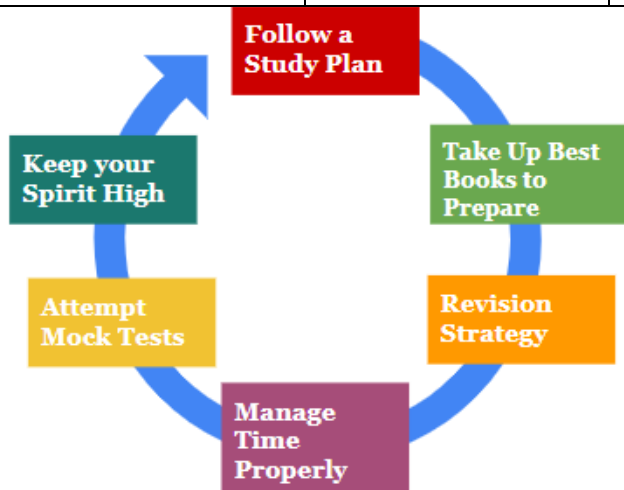 Follow a
Study Plan
Take Up Best
Books to
Prepare
Revision
Strategy
Manage
Time
Properly
Attempt
Mock Tests
Keep your
Spirit High